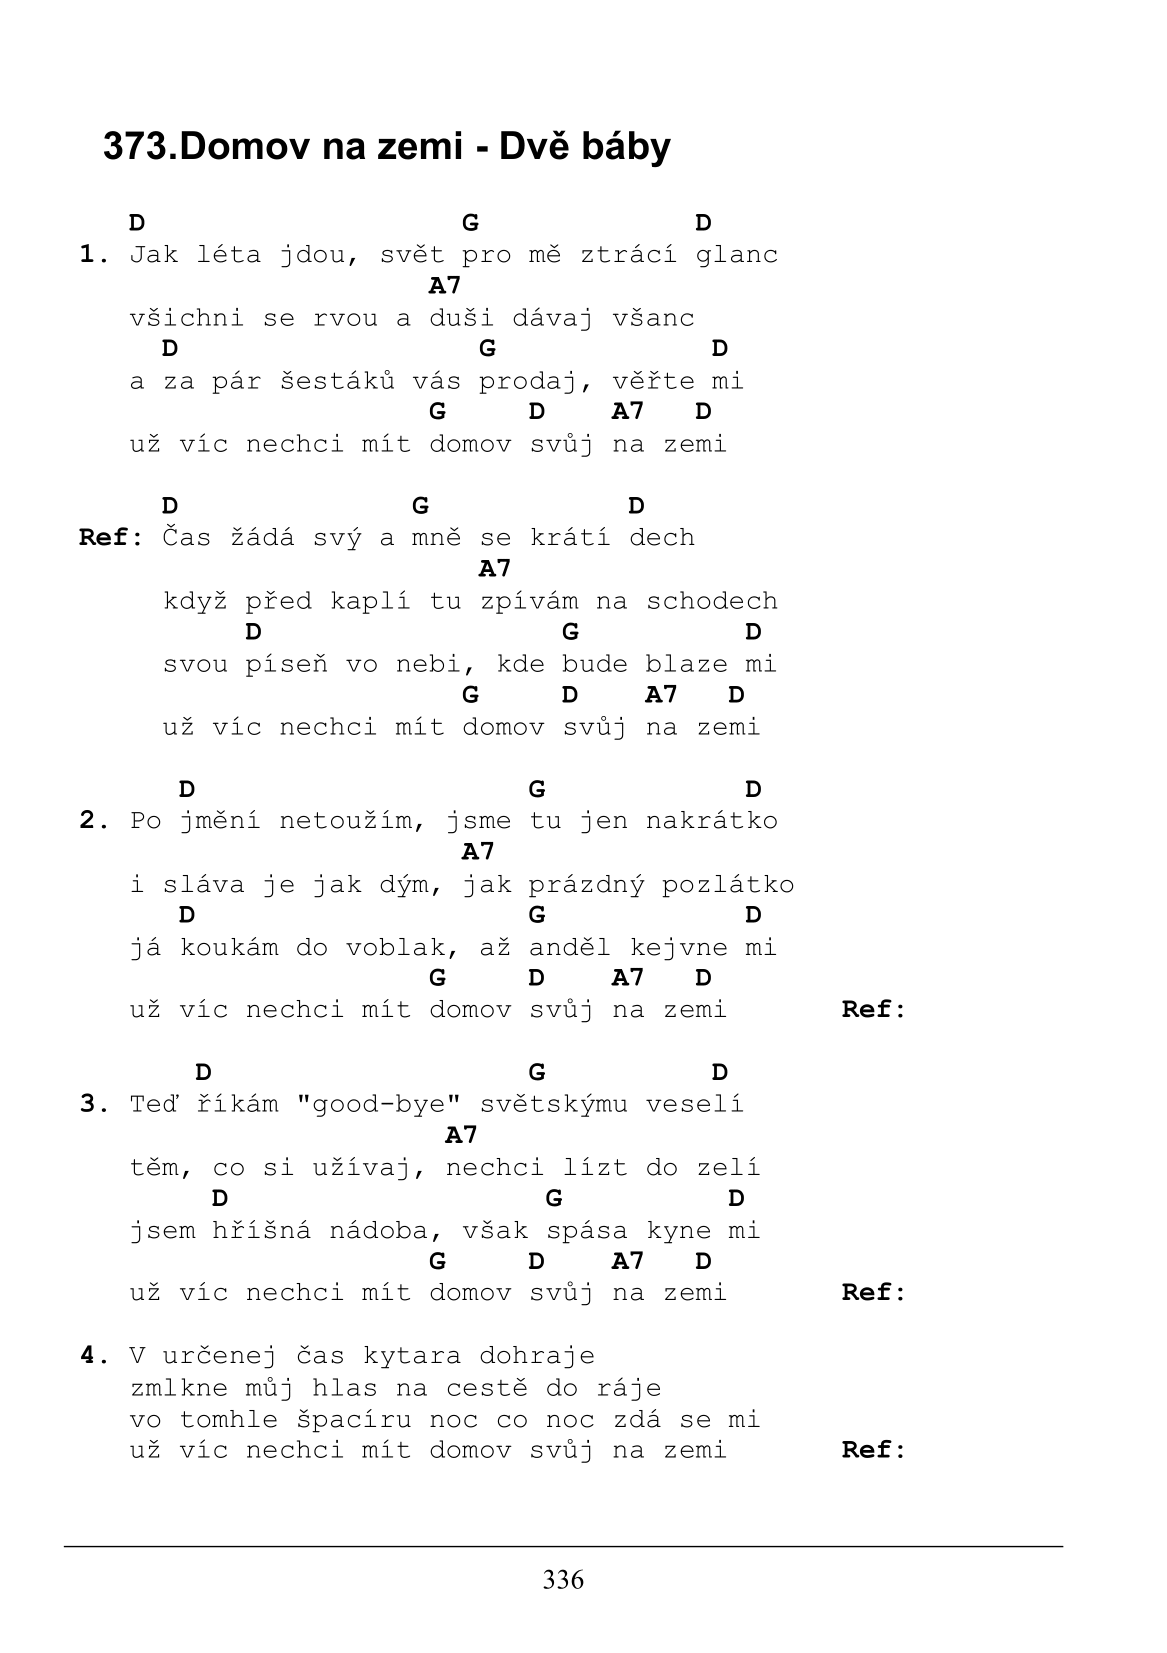 373.Domov na zemi - Dvě báby
D G D
1. Jak léta jdou, svět pro mě ztrácí glanc
A7
všichni se rvou a duši dávaj všanc
D G D
a za pár šestáků vás prodaj, věřte mi
G D A7 D
už víc nechci mít domov svůj na zemi
D G D
Ref: Čas žádá svý a mně se krátí dech
A7
když před kaplí tu zpívám na schodech
D G D
svou píseň vo nebi, kde bude blaze mi
G D A7 D
už víc nechci mít domov svůj na zemi
D G D
2. Po jmění netoužím, jsme tu jen nakrátko
A7
i sláva je jak dým, jak prázdný pozlátko
D G D
já koukám do voblak, až anděl kejvne mi
G D A7 D
už víc nechci mít domov svůj na zemi Ref:
D G D
3. Teď říkám "good-bye" světskýmu veselí
A7
těm, co si užívaj, nechci lízt do zelí
D G D
jsem hříšná nádoba, však spása kyne mi
G D A7 D
už víc nechci mít domov svůj na zemi Ref:
4. V určenej čas kytara dohraje
zmlkne můj hlas na cestě do ráje
vo tomhle špacíru noc co noc zdá se mi
už víc nechci mít domov svůj na zemi Ref:
336